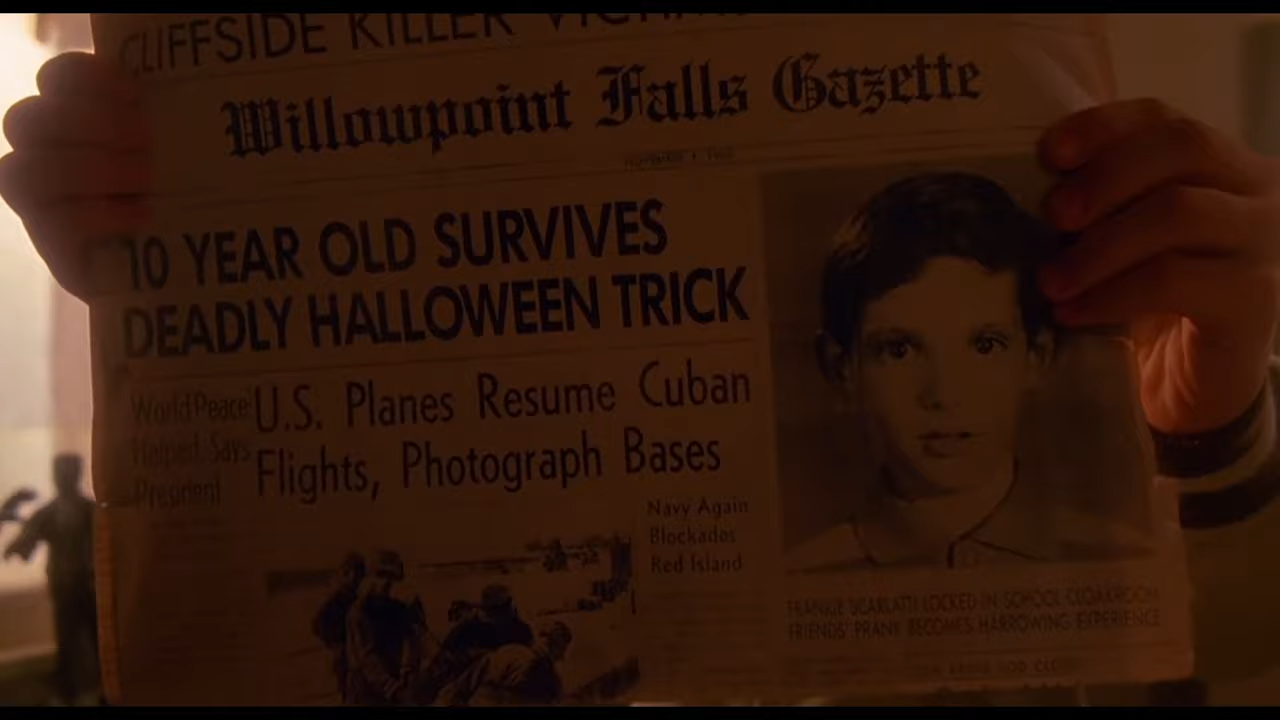 CLIFFSIDE KILLER
Willowpoint Falls Gazette
10 YEAR OLD SURVIVES
DEADLY HALLOWEEN TRICK
World Peace
Helped, Says
President
U.S. Planes Resume Cuban
Flights, Photograph Bases
Navy Again
Blockades
Red Island
FRANKIE SCARLATTI LOCKED IN SCHOOL CLOAKROOM
FRIENDS' PRANK BECOMES HARROWING EXPERIENCE